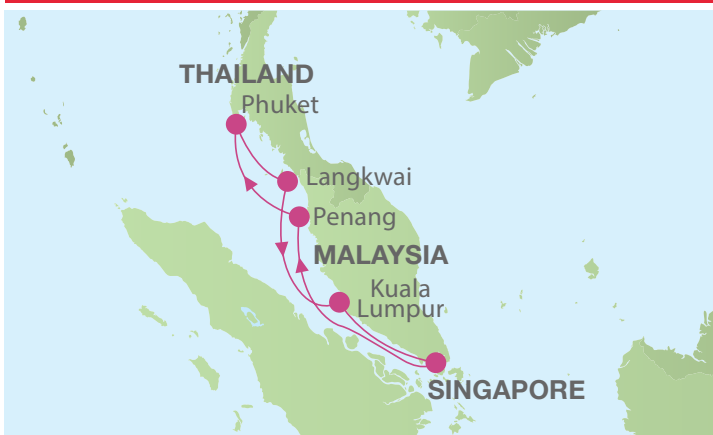 THAILAND
Phuket
Langkwai
Penang
MALAYSIA
Kuala
Lumpur
SINGAPORE